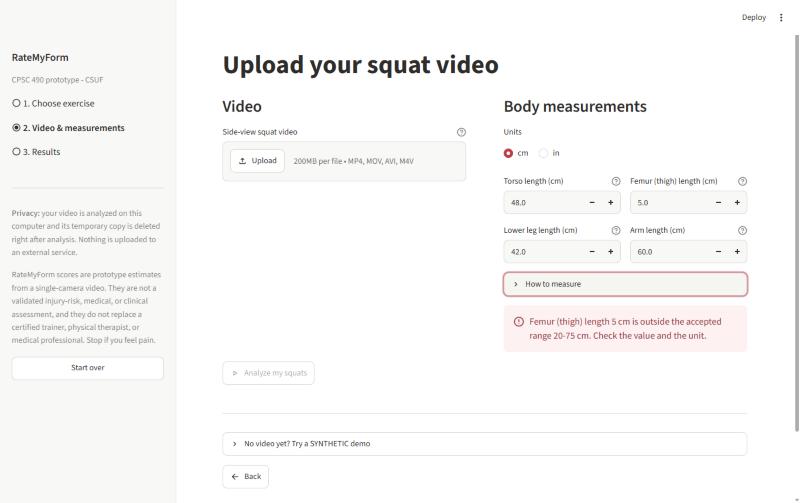 Deploy
RateMyForm
CPSC 490 prototype - CSUF
1. Choose exercise
2. Video & measurements
3. Results
Privacy: your video is analyzed on this
computer and its temporary copy is deleted
right after analysis. Nothing is uploaded to
an external service.
RateMyForm scores are prototype estimates
from a single-camera video. They are not a
validated injury-risk, medical, or clinical
assessment, and they do not replace a
certified trainer, physical therapist, or
medical professional. Stop if you feel pain.
Start over
Upload your squat video
Video
Side-view squat video
Upload
200MB per file • MP4, MOV, AVI, M4V
Body measurements
Units
cm
in
Torso length (cm)
48.0
Femur (thigh) length (cm)
5.0
Lower leg length (cm)
42.0
Arm length (cm)
60.0
How to measure
Femur (thigh) length 5 cm is outside the accepted
range 20-75 cm. Check the value and the unit.
Analyze my squats
No video yet? Try a SYNTHETIC demo
Back